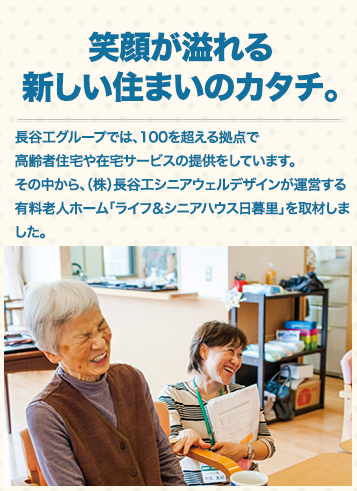 笑顔が溢れる
新しい住まいのカタチ。
長谷工グループでは、100を超える拠点で
高齢者住宅や在宅サービスの提供をしています。
その中から、（株）長谷工シニアウェルデザインが運営する
有料老人ホーム「ライフ&シニアハウス日暮里」を取材しま
した。